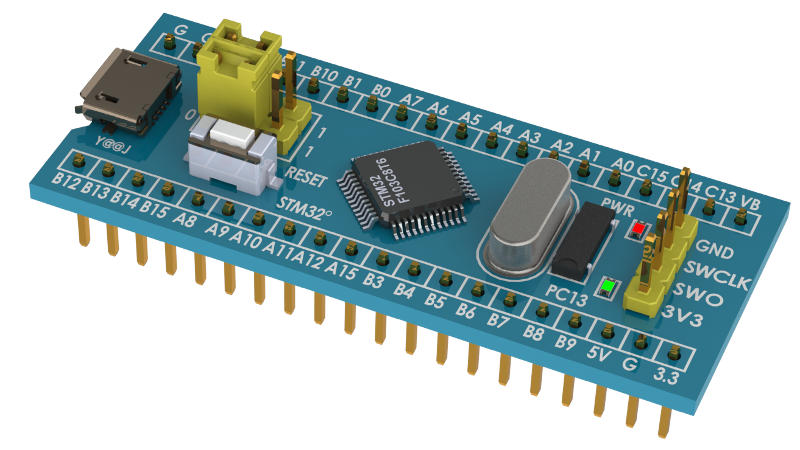 G
B10 B1 B0 A7 A6 A5 A4 A3 A2 A1 A0 C15 C13 VB
0
1
1
Y@@J
RESET
STM32°
STM32
F103C8T6
PWR
PC13
GND
SWCLK
SWO
3V3
B12 B13 B14 B15 A8 A9 A10 A11 A12 A15 B3 B4 B5 B6 B7 B8 B9 5V G 3.3